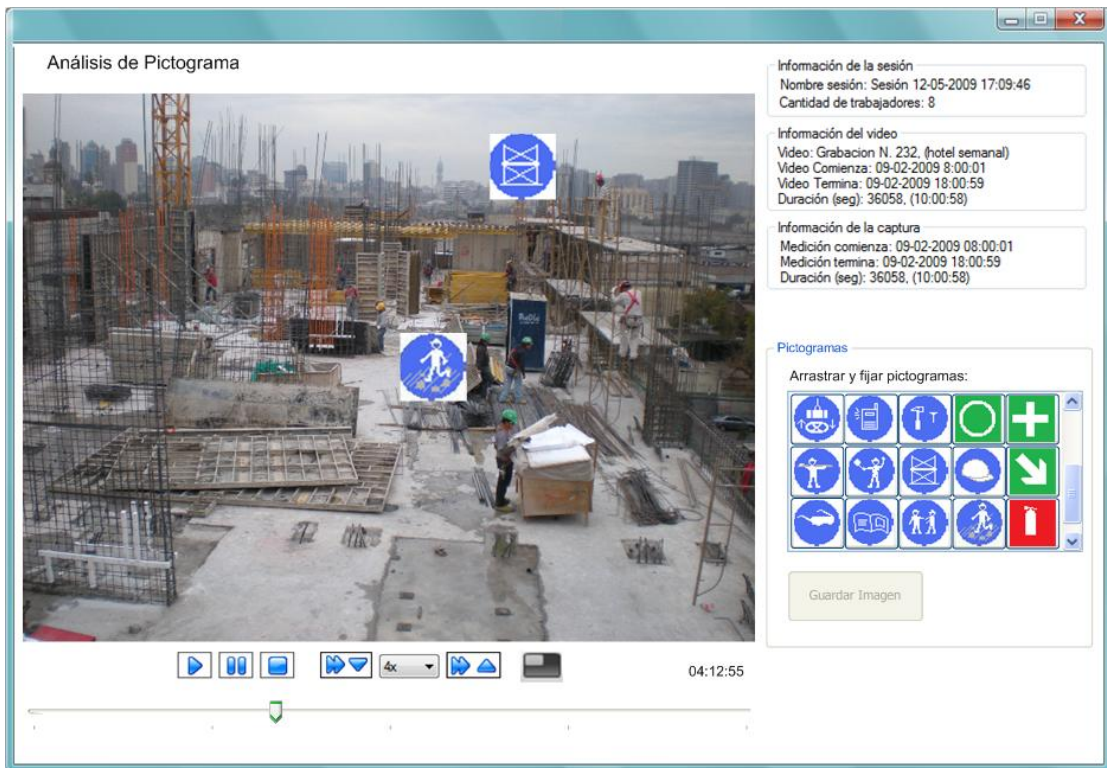 Análisis de Pictograma
Información de la sesión
Nombre sesión: Sesión 12-05-2009 17:09:46
Cantidad de trabajadores: 8
Información del video
Video: Grabacion N. 232, (hotel semanal)
Video Comienza: 09-02-2009 8:00:01
Video Termina: 09-02-2009 18:00:59
Duración (seg): 36058, (10:00:58)
Información de la captura
Medición comienza: 09-02-2009 08:00:01
Medición termina: 09-02-2009 18:00:59
Duración (seg): 36058, (10:00:58)
Pictogramas
Arrastrar y fijar pictogramas:
Guardar Imagen
4x
04:12:55